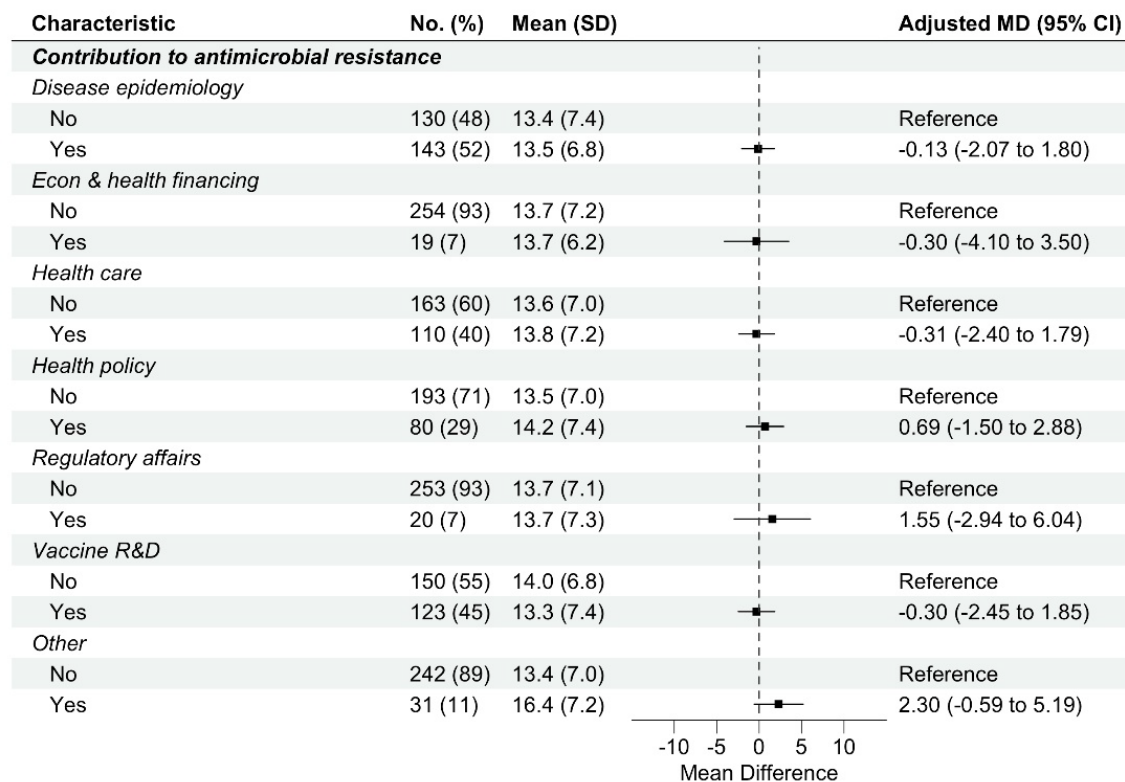 Characteristic No. (%) Mean (SD) Adjusted MD (95% CI)
Contribution to antimicrobial resistance
Disease epidemiology
No 130 (48) 13.4 (7.4) Reference
Yes 143 (52) 13.5 (6.8) -0.13 (-2.07 to 1.80)
Econ & health financing
No 254 (93) 13.7 (7.2) Reference
Yes 19 (7) 13.7 (6.2) -0.30 (-4.10 to 3.50)
Health care
No 163 (60) 13.6 (7.0) Reference
Yes 110 (40) 13.8 (7.2) -0.31 (-2.40 to 1.79)
Health policy
No 193 (71) 13.5 (7.0) Reference
Yes 80 (29) 14.2 (7.4) 0.69 (-1.50 to 2.88)
Regulatory affairs
No 253 (93) 13.7 (7.1) Reference
Yes 20 (7) 13.7 (7.3) 1.55 (-2.94 to 6.04)
Vaccine R&D
No 150 (55) 14.0 (6.8) Reference
Yes 123 (45) 13.3 (7.4) -0.30 (-2.45 to 1.85)
Other
No 242 (89) 13.4 (7.0) Reference
Yes 31 (11) 16.4 (7.2) 2.30 (-0.59 to 5.19)
-10 -5 0 5 10
Mean Difference